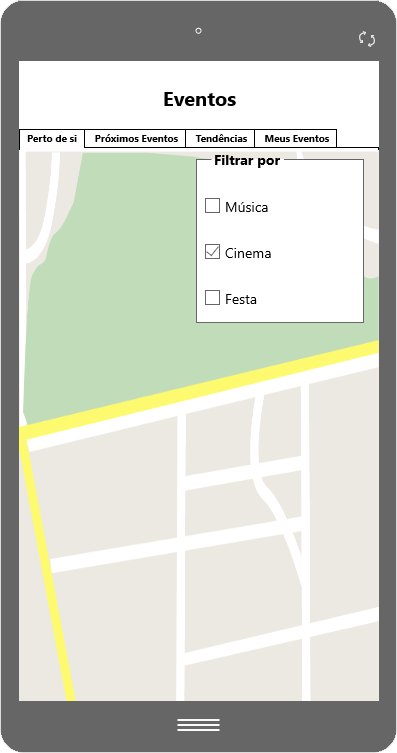 Eventos
Perto de si Próximos Eventos Tendências Meus Eventos
Filtrar por
Música
Cinema
Festa